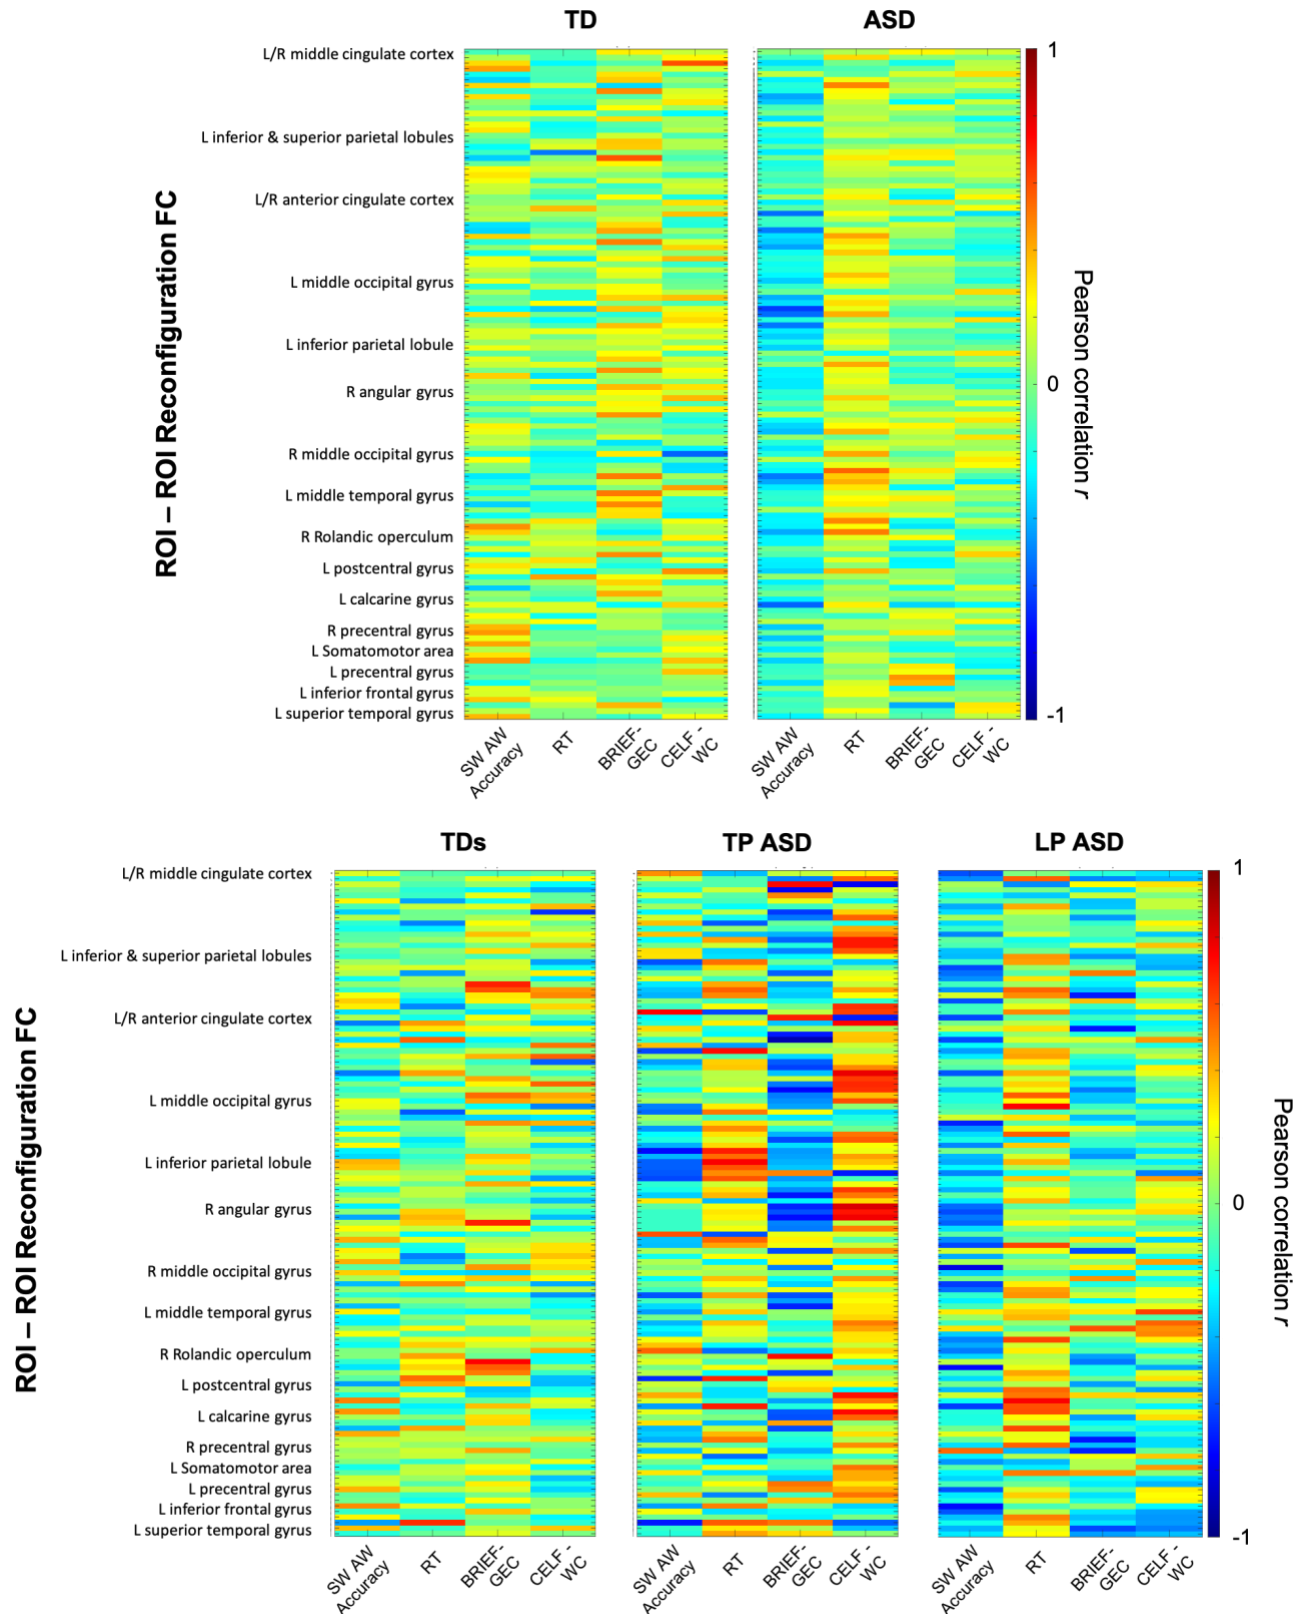 TD ASD
L/R middle cingulate cortex
L inferior & superior parietal lobules
L/R anterior cingulate cortex
L middle occipital gyrus
L inferior parietal lobule
R angular gyrus
R middle occipital gyrus
L middle temporal gyrus
R Rolandic operculum
L postcentral gyrus
L calcarine gyrus
R precentral gyrus
L Somatomotor area
L precentral gyrus
L inferior frontal gyrus
L superior temporal gyrus
ROI – ROI Reconfiguration FC
1
0
-1
Pearson correlation r
SW AW
Accuracy
RT
BRIEF-
GEC
CELF -
WC
SW AW
Accuracy
RT
BRIEF-
GEC
CELF -
WC
TDs TP ASD LP ASD
L/R middle cingulate cortex
L inferior & superior parietal lobules
L/R anterior cingulate cortex
L middle occipital gyrus
L inferior parietal lobule
R angular gyrus
R middle occipital gyrus
L middle temporal gyrus
R Rolandic operculum
L postcentral gyrus
L calcarine gyrus
R precentral gyrus
L Somatomotor area
L precentral gyrus
L inferior frontal gyrus
L superior temporal gyrus
ROI – ROI Reconfiguration FC
1
0
-1
Pearson correlation r
SW AW
Accuracy
RT
BRIEF-
GEC
CELF -
WC
SW AW
Accuracy
RT
BRIEF-
GEC
CELF -
WC
SW AW
Accuracy
RT
BRIEF-
GEC
CELF -
WC